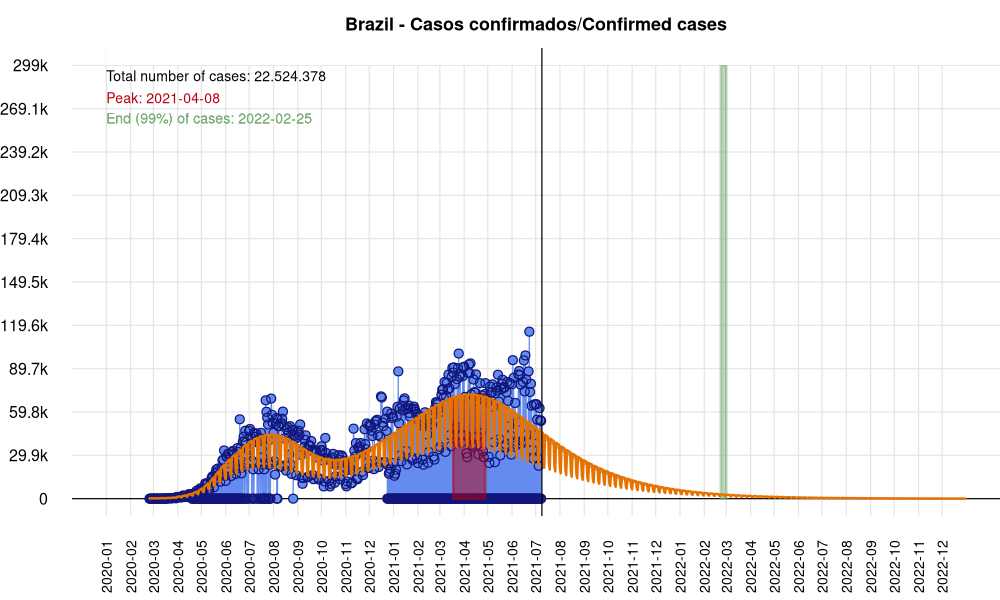 Brazil - Casos confirmados/Confirmed cases
299k
Total number of cases: 22.524.378
Peak: 2021-04-08
269.1k
End (99%) of cases: 2022-02-25
239.2k
209.3k
179.4k
149.5k
119.6k
89.7k
59.8k
29.9k
0
2020-01
2020-02
2020-03
2020-04
2020-05
2020-06
2020-07
2020-08
2020-09
2020-10
2020-11
2020-12
2021-01
2021-02
2021-03
2021-04
2021-05
2021-06
2021-07
2021-08
2021-09
2021-10
2021-11
2021-12
2022-01
2022-02
2022-03
2022-04
2022-05
2022-06
2022-07
2022-08
2022-09
2022-10
2022-11
2022-12